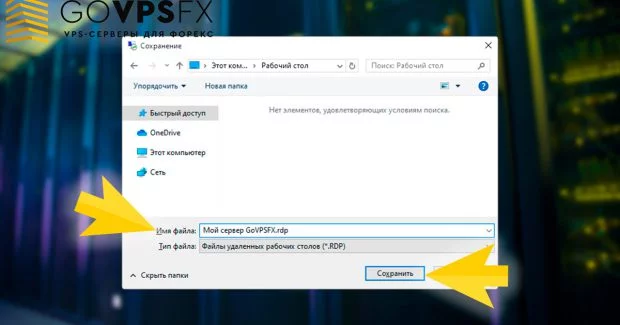 GOVPSFX
VPS-СЕРВЕРЫ ДЛЯ ФОРЕКС
Сохранение
Этот ком... Рабочий стол
Поиск: Рабочий стол
Упорядочить Новая папка
Быстрый доступ
Нет элементов, удовлетворяющих условиям поиска.
OneDrive
Этот компьютер
Сеть
Имя файла: Мой сервер GoVPSFX.rdp
Тип файла: Файлы удаленных рабочих столов (*.RDP)
Скрыть папки
Сохранить